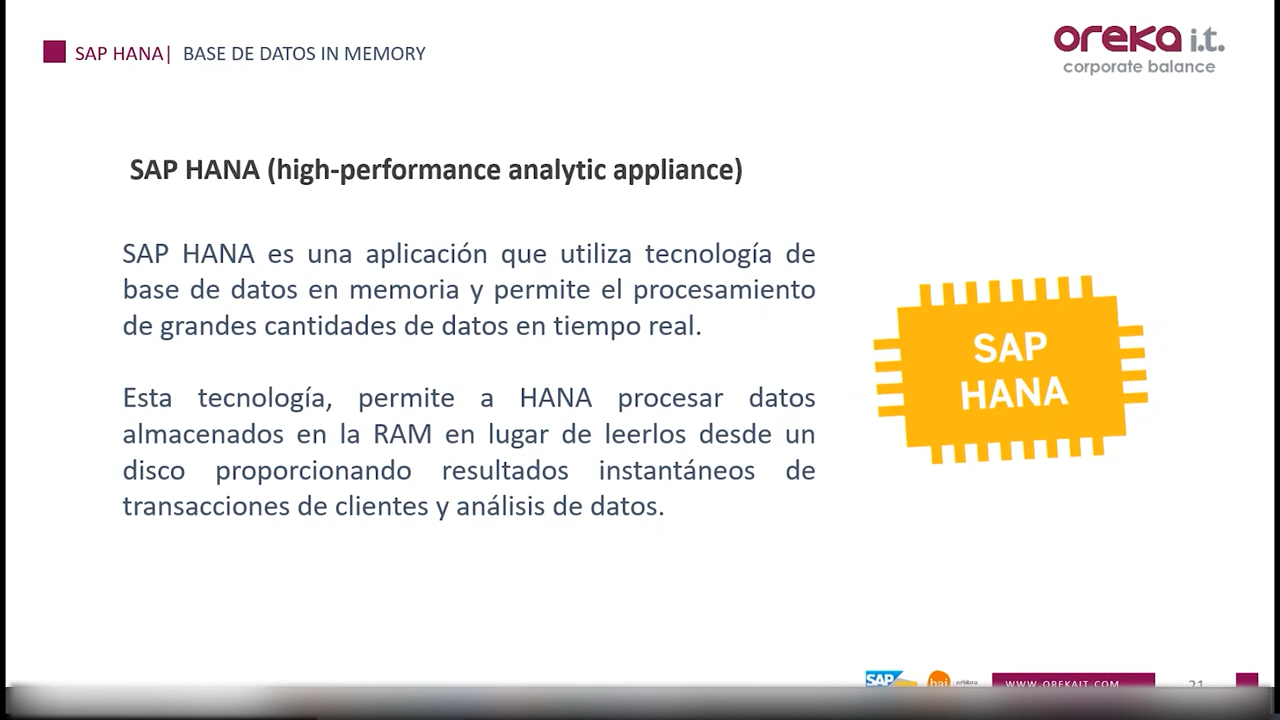 SAP HANA| BASE DE DATOS IN MEMORY
oreka i.t.
corporate balance
SAP HANA (high-performance analytic appliance)
SAP HANA es una aplicación que utiliza tecnología de
base de datos en memoria y permite el procesamiento
de grandes cantidades de datos en tiempo real.
Esta tecnología, permite a HANA procesar datos
almacenados en la RAM en lugar de leerlos desde un
disco proporcionando resultados instantáneos de
transacciones de clientes y análisis de datos.
SAP
HANA
SAP
bai
WWW.OREKAIT.COM
21